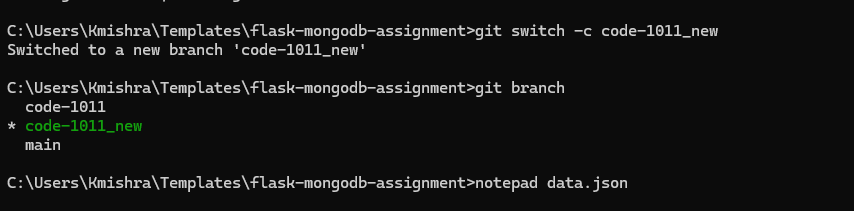 C:\Users\Kmishra\Templates\flask-mongodb-assignment>git switch -c code-1011_new
Switched to a new branch 'code-1011_new'
C:\Users\Kmishra\Templates\flask-mongodb-assignment>git branch
  code-1011
* code-1011_new
  main
C:\Users\Kmishra\Templates\flask-mongodb-assignment>notepad data.json